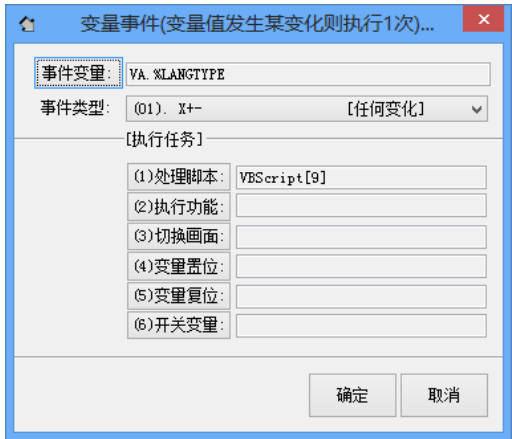 变量事件(变量值发生某变化则执行1次)...
事件变量: VA.%LANGTYPE
事件类型: (01). X+- [任何变化]
[执行任务]
(1)处理脚本: VBScript[9]
(2)执行功能:
(3)切换画面:
(4)变量置位:
(5)变量复位:
(6)开关变量:
确定 取消